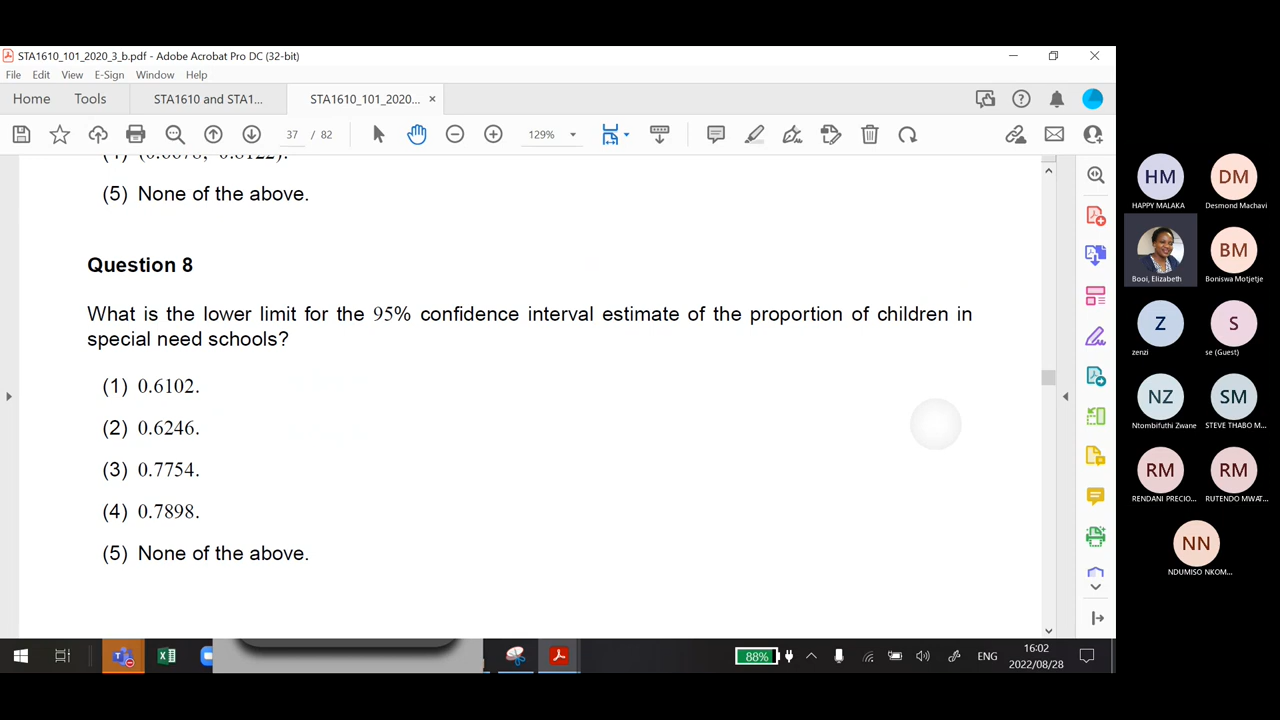 STA1610_101_2020_3_b.pdf - Adobe Acrobat Pro DC (32-bit)
File Edit View E-Sign Window Help
Home Tools STA1610 and STA1... STA1610_101_2020... ×
37 / 82 129%
(5) None of the above.
Question 8
What is the lower limit for the 95% confidence interval estimate of the proportion of children in
special need schools?
(1) 0.6102.
(2) 0.6246.
(3) 0.7754.
(4) 0.7898.
(5) None of the above.
HM DM
HAPPY MALAKA Desmond Machavi
BM
Booi, Elizabeth Boniswa Motjetje
Z S
zenzi se (Guest)
NZ SM
Ntombifuthi Zwane STEVE THABO M...
RM RM
RENDANI PRECIO... RUTENDO MWAT...
NN
NDUMISO NKOM...
88% ENG 16:02
2022/08/28